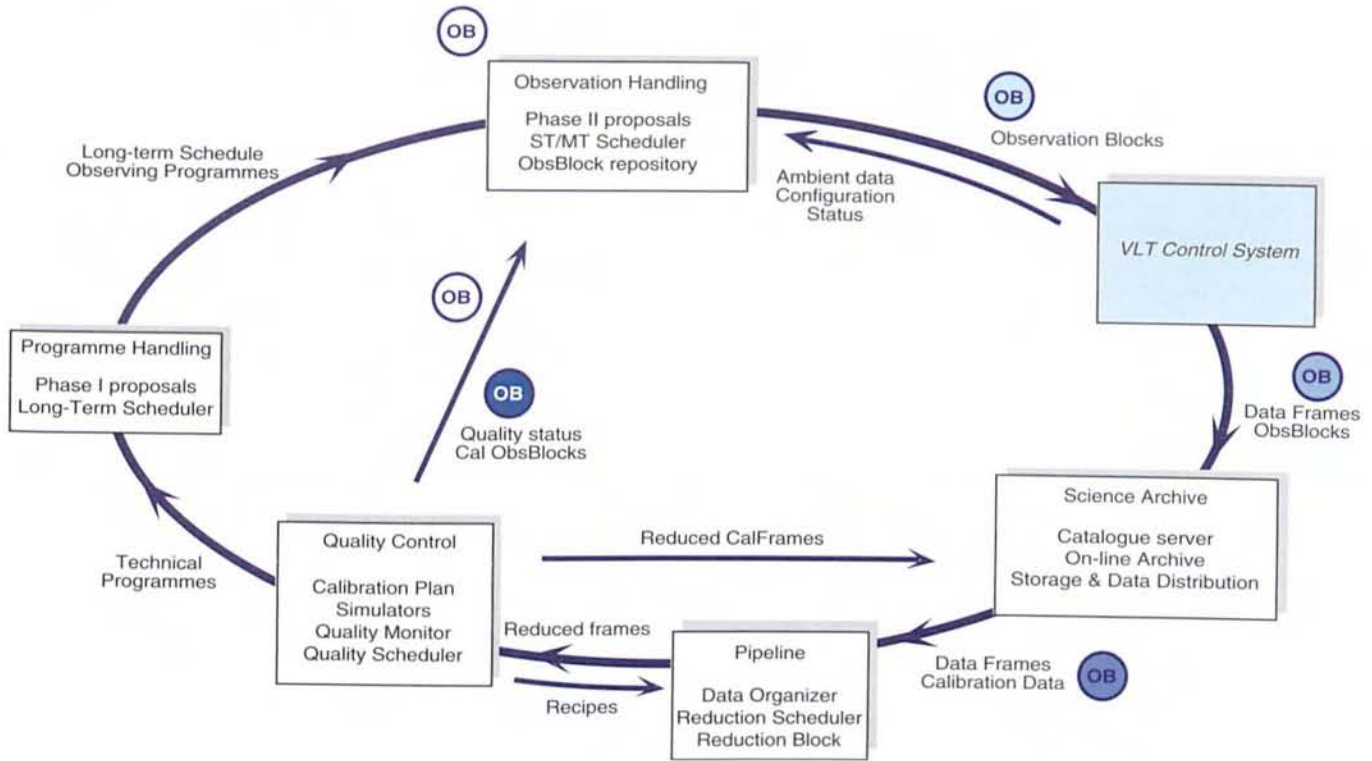 OB
Observation Handling
Phase II proposals
ST/MT Scheduler
ObsBlock repository
OB
Observation Blocks
Long-term Schedule
Observing Programmes
Ambient data
Configuration
Status
VLT Control System
OB
OB
Data Frames
ObsBlocks
Programme Handling
Phase I proposals
Long-Term Scheduler
OB
Quality status
Cal ObsBlocks
Science Archive
Catalogue server
On-line Archive
Storage & Data Distribution
Technical
Programmes
Quality Control
Calibration Plan
Simulators
Quality Monitor
Quality Scheduler
Reduced CalFrames
Reduced frames
Recipes
Pipeline
Data Organizer
Reduction Scheduler
Reduction Block
Data Frames
Calibration Data
OB